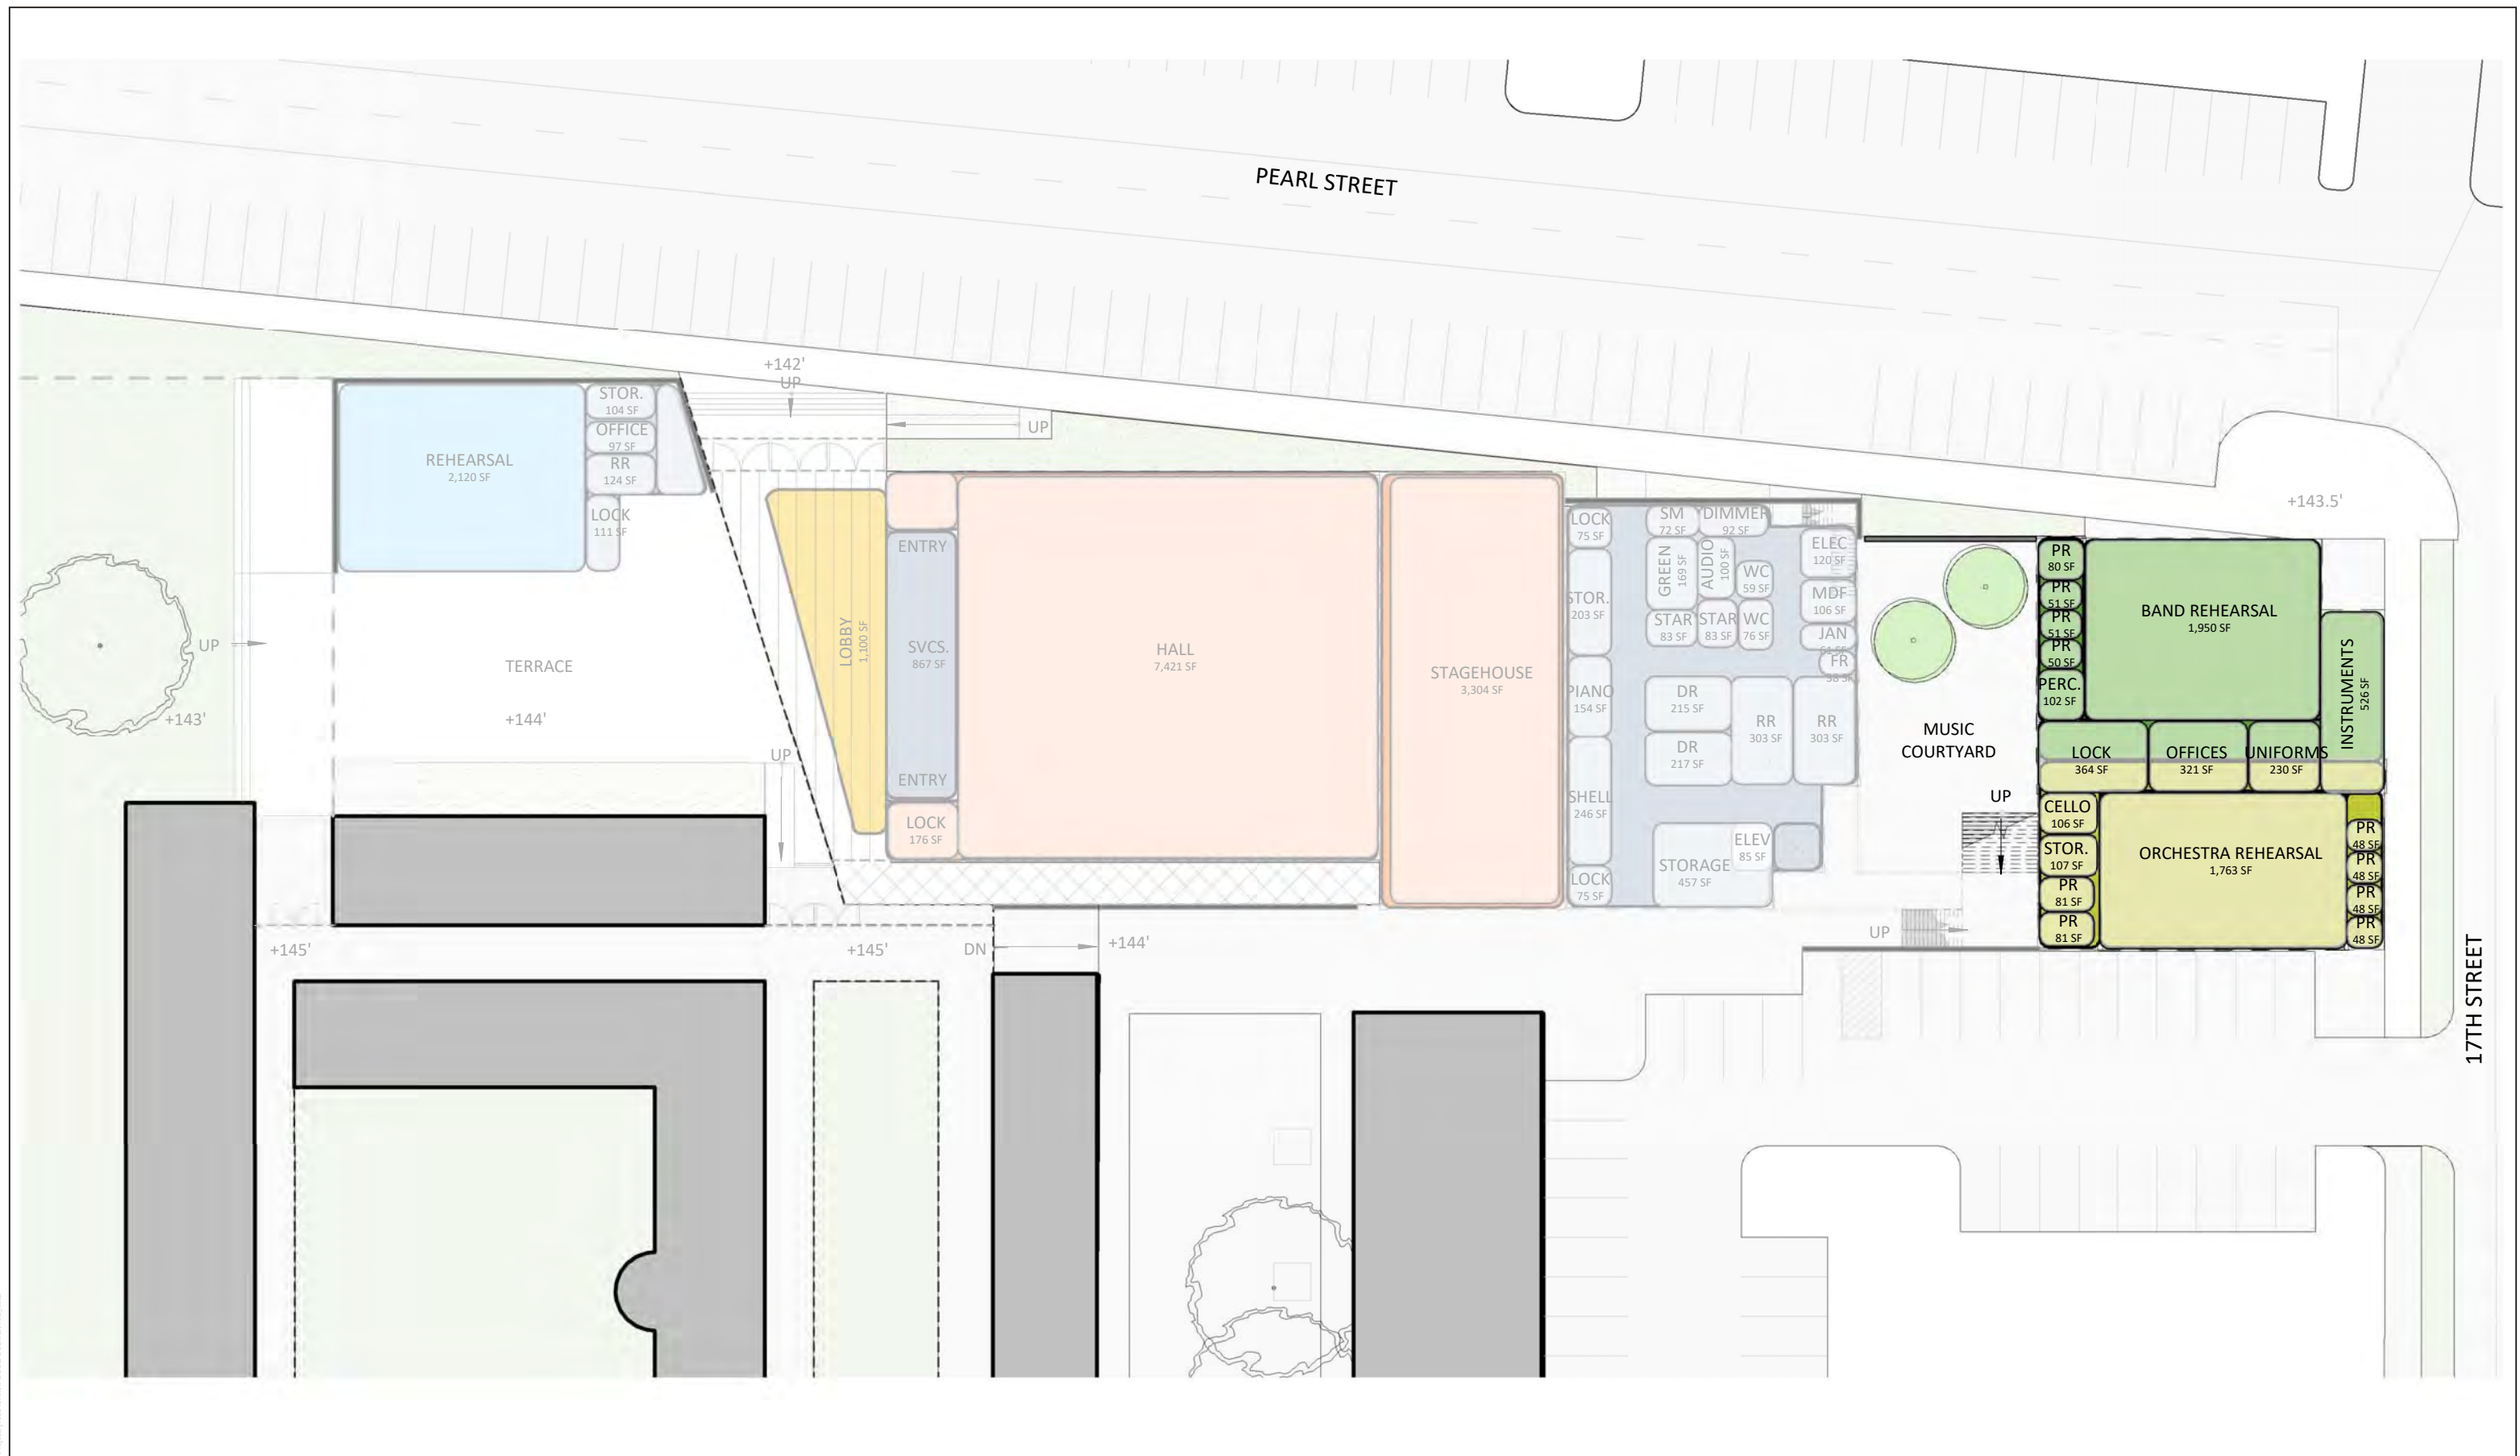 PEARL STREET
+142'
UP
UP
STOR.
104 SF
OFFICE
97 SF
RR
124 SF
LOCK
111 SF
REHEARSAL
2,120 SF
UP
+143'
TERRACE
+144'
UP
LOBBY
1,100 SF
ENTRY
SVCS.
867 SF
ENTRY
LOCK
176 SF
HALL
7,421 SF
STAGEHOUSE
3,304 SF
LOCK
75 SF
STOR.
203 SF
PIANO
154 SF
SHELL
246 SF
LOCK
75 SF
SM
72 SF
DIMMER
92 SF
GREEN
169 SF
AUDIO
100 SF
WC
59 SF
STAR
83 SF
STAR
83 SF
WC
76 SF
ELEC
120 SF
MDF
106 SF
JAN
61 SF
FR
38 SF
DR
215 SF
DR
217 SF
RR
303 SF
RR
303 SF
STORAGE
457 SF
ELEV
85 SF
MUSIC
COURTYARD
UP
UP
+143.5'
PR
80 SF
PR
51 SF
PR
51 SF
PR
50 SF
PERC.
102 SF
BAND REHEARSAL
1,950 SF
INSTRUMENTS
526 SF
LOCK
364 SF
OFFICES
321 SF
UNIFORMS
230 SF
CELLO
106 SF
STOR.
107 SF
PR
81 SF
PR
81 SF
ORCHESTRA REHEARSAL
1,763 SF
PR
48 SF
PR
48 SF
PR
48 SF
PR
48 SF
+145'
+145'
DN
+144'
17TH STREET